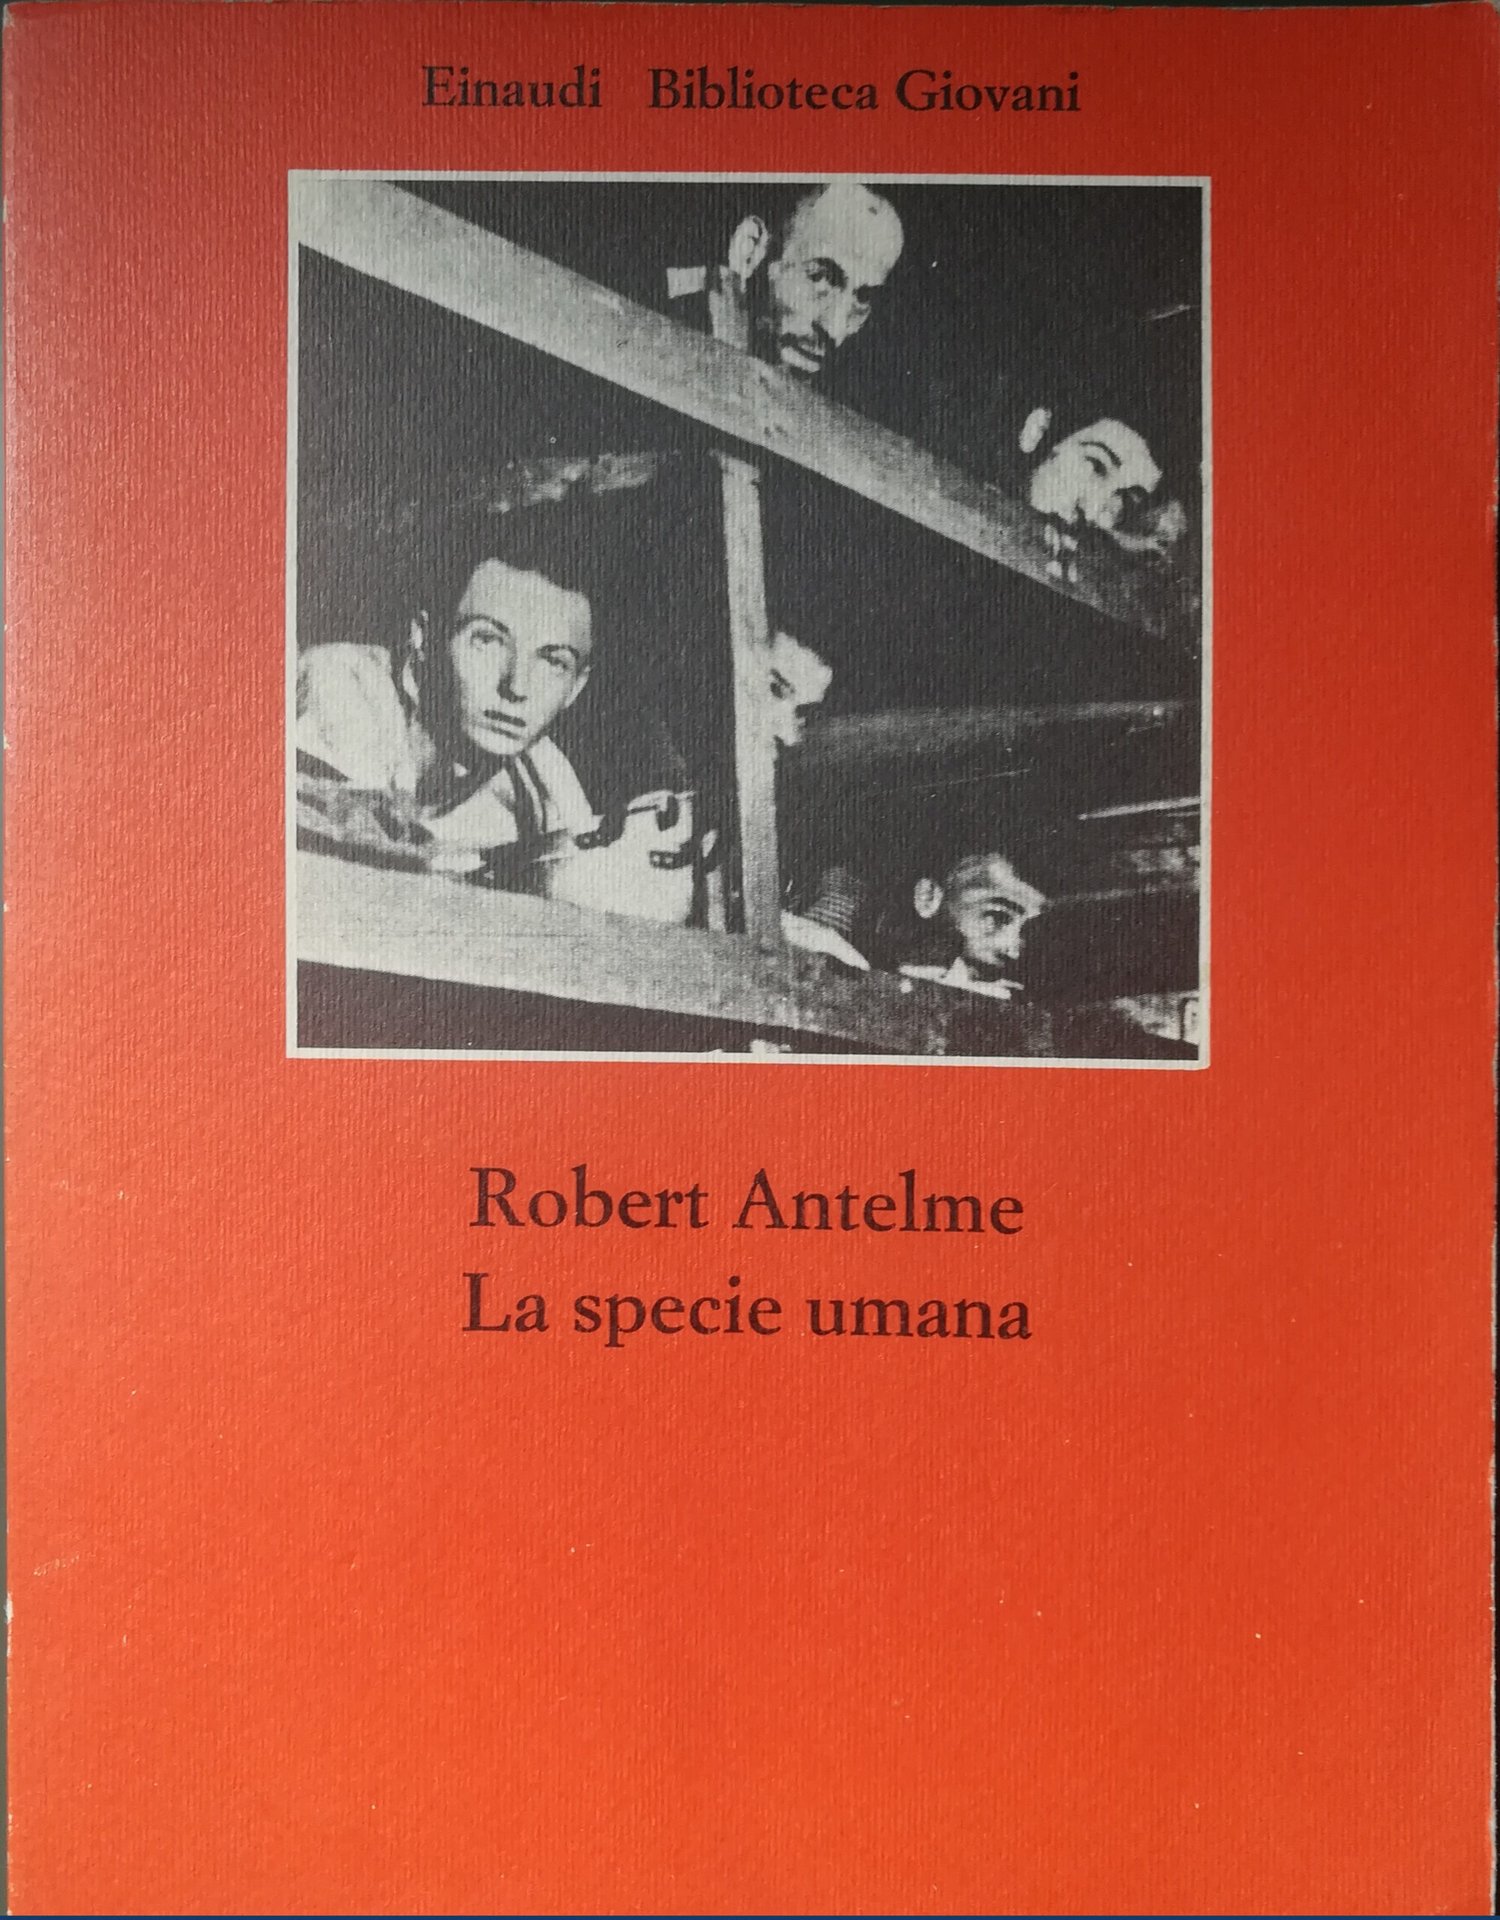 Einaudi Biblioteca Giovani
Robert Antelme
La specie umana